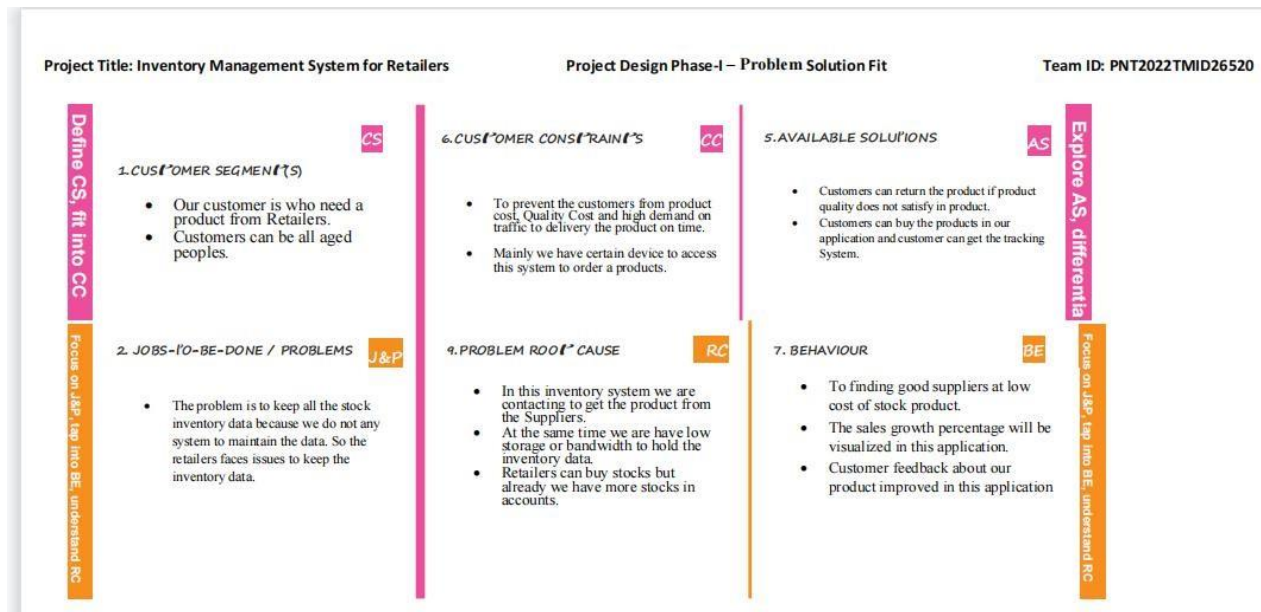 Project Title: Inventory Management System for Retailers
Project Design Phase-I – Problem Solution Fit
Team ID: PNT2022TMID26520
Define CS, fit into CC
CS
1. CUSTOMER SEGMENT(S)
• Our customer is who need a
product from Retailers.
• Customers can be all aged
peoples.
6. CUSTOMER CONSTRAINTS
CC
• To prevent the customers from product
cost, Quality Cost and high demand on
traffic to delivery the product on time.
• Mainly we have certain device to access
this system to order a products.
5. AVAILABLE SOLUTIONS
AS
• Customers can return the product if product
quality does not satisfy in product.
• Customers can buy the products in our
application and customer can get the tracking
System.
Explore AS, differentia
Focus on J&P, tap into BE, understand RC
2. JOBS-TO-BE-DONE / PROBLEMS
J&P
• The problem is to keep all the stock
inventory data because we do not any
system to maintain the data. So the
retailers faces issues to keep the
inventory data.
9. PROBLEM ROOT CAUSE
RC
• In this inventory system we are
contacting to get the product from
the Suppliers.
• At the same time we are have low
storage or bandwidth to hold the
inventory data.
• Retailers can buy stocks but
already we have more stocks in
accounts.
7. BEHAVIOUR
BE
• To finding good suppliers at low
cost of stock product.
• The sales growth percentage will be
visualized in this application.
• Customer feedback about our
product improved in this application
Focus on J&P, tap into BE, understand RC